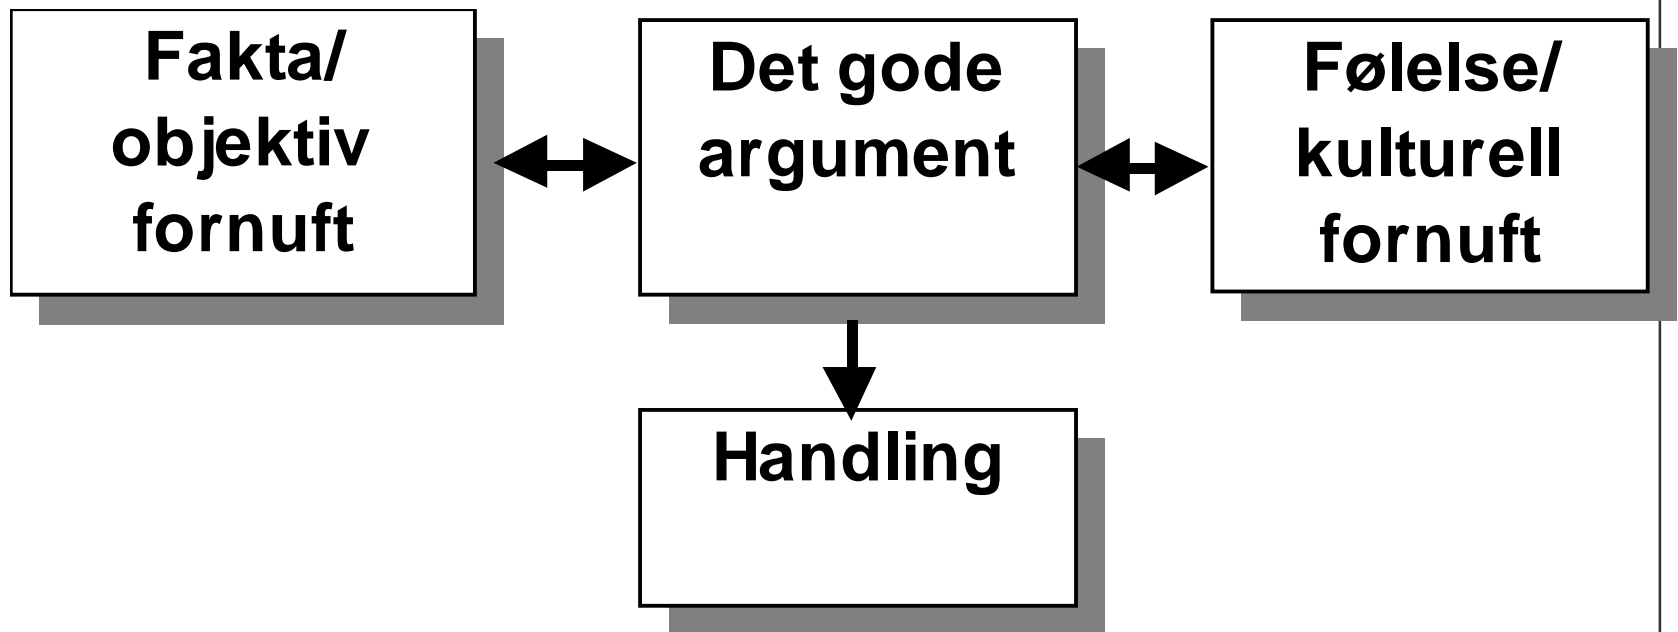 Fakta/
objektiv
fornuft
Det gode
argument
Følelse/
kulturell
fornuft
Handling